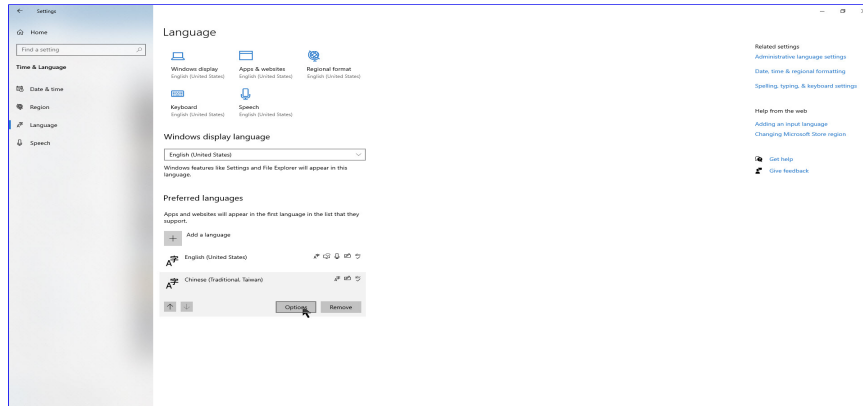 Settings
Home
Find a setting
Time & Language
Date & time
Region
Language
Speech
Language
Windows display
English (United States)
Apps & websites
English (United States)
Regional format
English (United States)
Keyboard
English (United States)
Speech
English (United States)
Windows display language
English (United States)
Windows features like Settings and File Explorer will appear in this
language.
Preferred languages
Apps and websites will appear in the first language in the list that they
support.
Add a language
English (United States)
Chinese (Traditional, Taiwan)
Options
Remove
Related settings
Administrative language settings
Date, time & regional formatting
Spelling, typing, & keyboard settings
Help from the web
Adding an input language
Changing Microsoft Store region
Get help
Give feedback